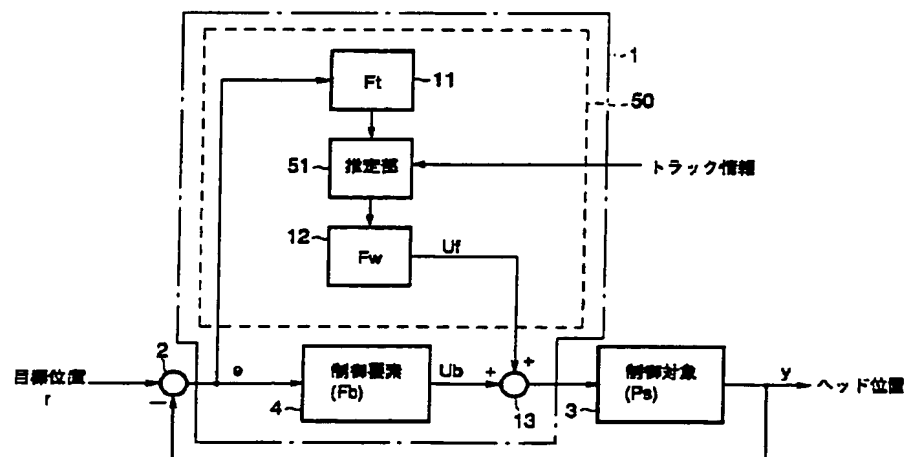 1
Ft
11
50
51
推定部
トラック情報
12
Fw
Uf
2
目標位置
r
e
制御要素
(Fb)
4
Ub
+
+
13
制御対象
(Ps)
3
y
ヘッド位置
−